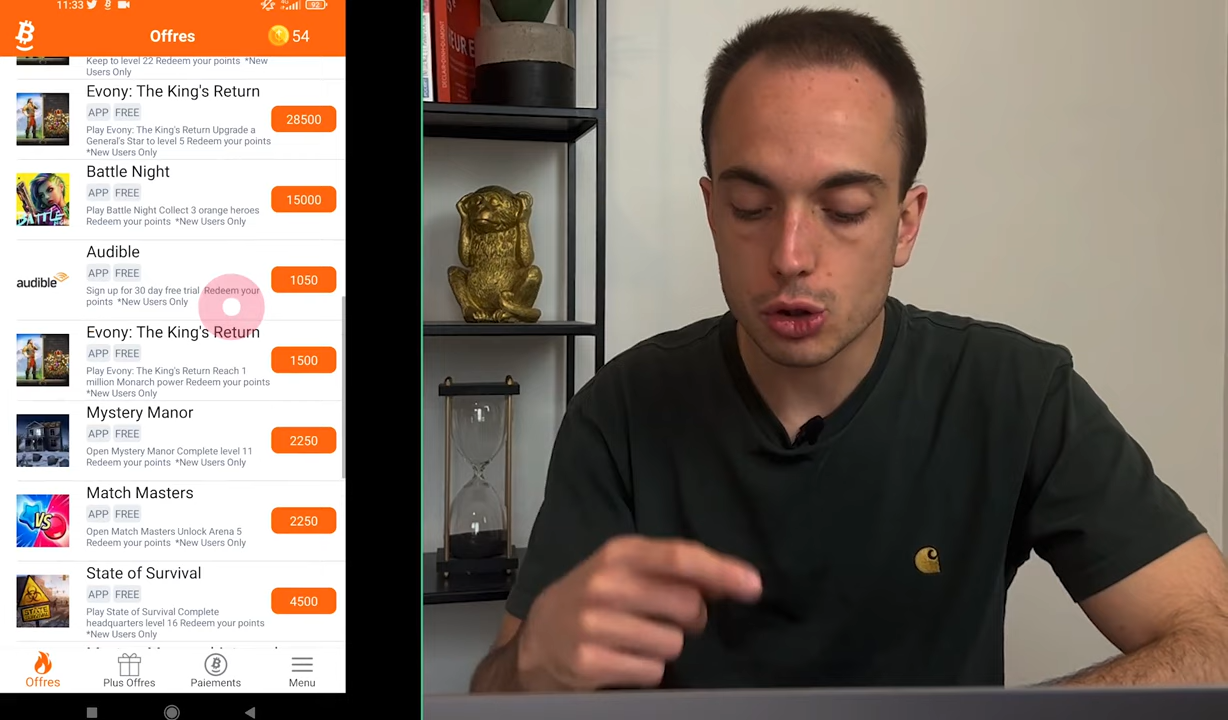 11:33
92
Offres
54
Keep to level 22 Redeem your points *New
Users Only
Evony: The King's Return
APP FREE
28500
Play Evony: The King's Return Upgrade a
General's Star to level 5 Redeem your points
*New Users Only
Battle Night
APP FREE
15000
Play Battle Night Collect 3 orange heroes
Redeem your points *New Users Only
BATTLE
Audible
APP FREE
1050
audible
Sign up for 30 day free trial Redeem your
points *New Users Only
Evony: The King's Return
APP FREE
1500
Play Evony: The King's Return Reach 1
million Monarch power Redeem your points
*New Users Only
Mystery Manor
APP FREE
2250
Open Mystery Manor Complete level 11
Redeem your points *New Users Only
Match Masters
APP FREE
2250
VS
Open Match Masters Unlock Arena 5
Redeem your points *New Users Only
State of Survival
APP FREE
4500
STATE
Play State of Survival Complete
headquarters level 16 Redeem your points
*New Users Only
Offres
Plus Offres
Paiements
Menu